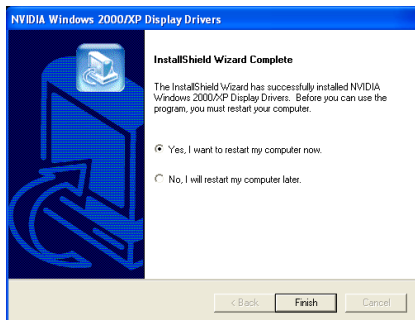 NVIDIA Windows 2000/XP Display Drivers
InstallShield Wizard Complete
The InstallShield Wizard has successfully installed NVIDIA
Windows 2000/XP Display Drivers. Before you can use the
program, you must restart your computer.
Yes, I want to restart my computer now.
No, I will restart my computer later.
< Back
Finish
Cancel